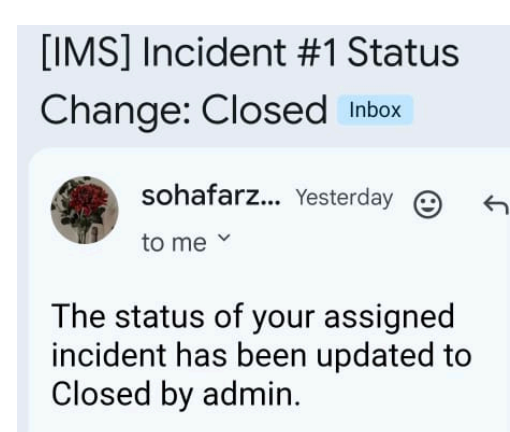 [IMS] Incident #1 Status
Change: Closed Inbox
sohafarz... Yesterday
to me
The status of your assigned
incident has been updated to
Closed by admin.